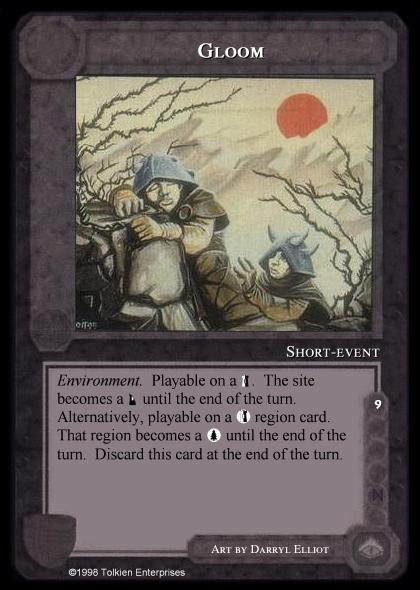 GLOOM
SHORT-EVENT
Environment. Playable on a . The site
becomes a until the end of the turn.
Alternatively, playable on a region card.
That region becomes a until the end of the
turn. Discard this card at the end of the turn.
9
ART BY DARRYL ELLIOT
©1998 Tolkien Enterprises